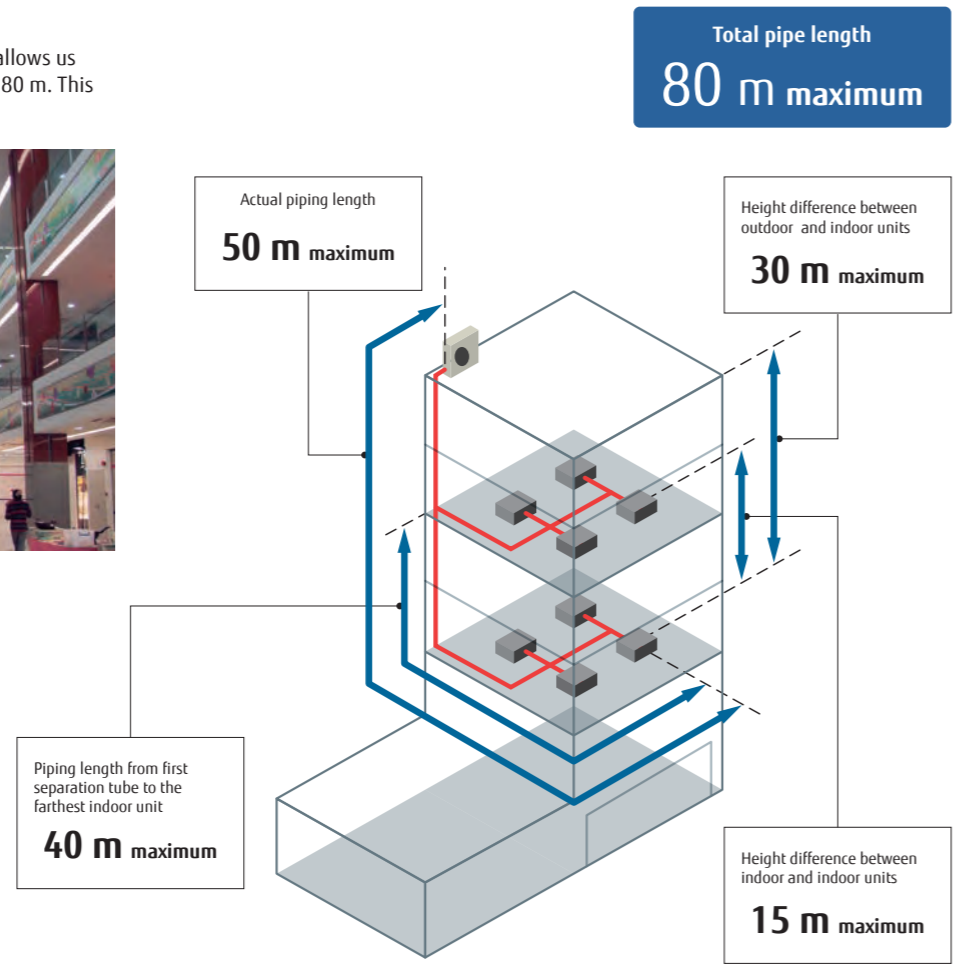 allows us
80 m. This
Total pipe length
80 m maximum
Actual piping length
50 m maximum
Height difference between
outdoor and indoor units
30 m maximum
Piping length from first
separation tube to the
farthest indoor unit
40 m maximum
Height difference between
indoor and indoor units
15 m maximum